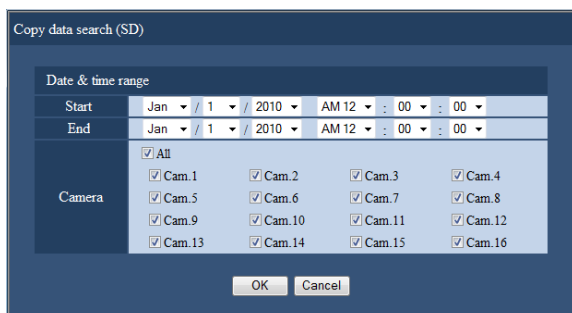 Copy data search (SD)
Date & time range
Start Jan / 1 / 2010 AM 12 : 00 : 00
End Jan / 1 / 2010 AM 12 : 00 : 00
All
Cam.1 Cam.2 Cam.3 Cam.4
Camera Cam.5 Cam.6 Cam.7 Cam.8
Cam.9 Cam.10 Cam.11 Cam.12
Cam.13 Cam.14 Cam.15 Cam.16
OK Cancel